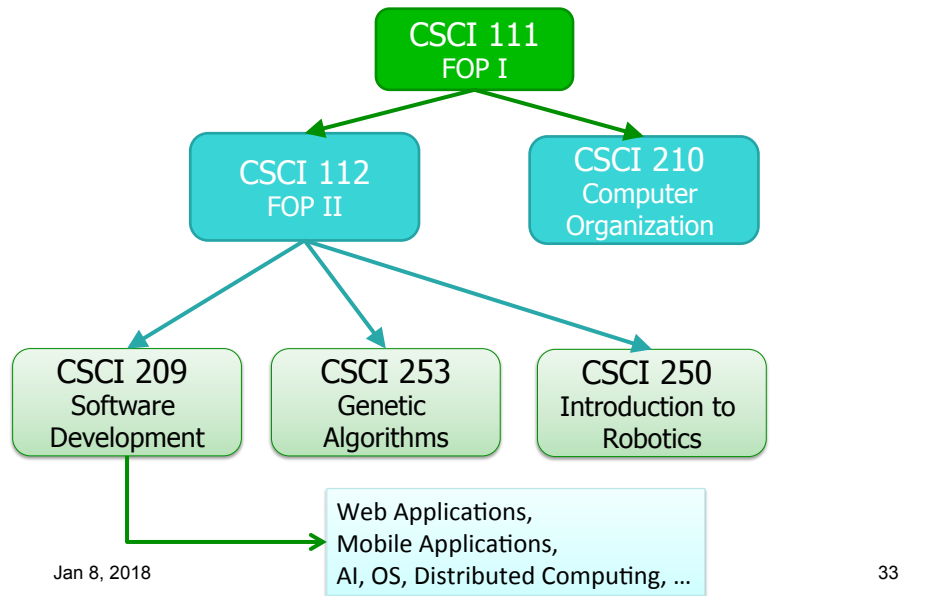 CSCI 111
FOP I
CSCI 112
FOP II
CSCI 210
Computer
Organization
CSCI 209
Software
Development
CSCI 253
Genetic
Algorithms
CSCI 250
Introduction to
Robotics
Web Applications,
Mobile Applications,
AI, OS, Distributed Computing, ...
Jan 8, 2018
33